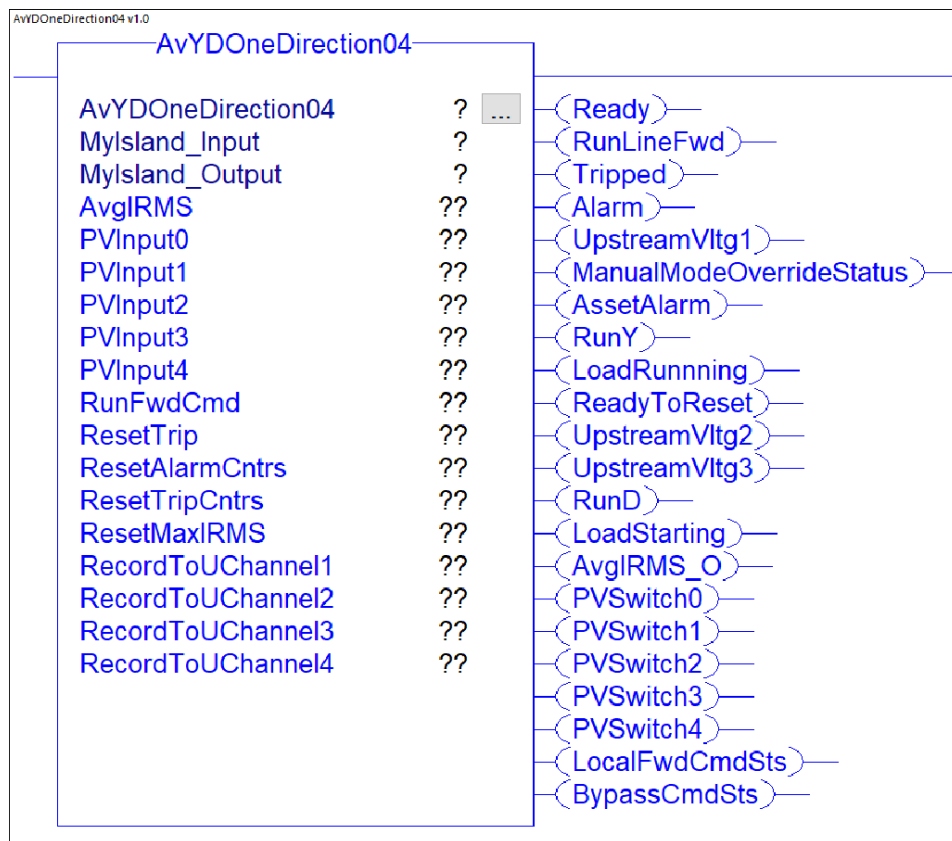 AvYDOneDirection04 v1.0
AvYDOneDirection04
AvYDOneDirection04 ? ... Ready
MyIsland_Input ? RunLineFwd
MyIsland_Output ? Tripped
AvgIRMS ?? Alarm
PVInput0 ?? UpstreamVltg1
PVInput1 ?? ManualModeOverrideStatus
PVInput2 ?? AssetAlarm
PVInput3 ?? RunY
PVInput4 ?? LoadRunnning
RunFwdCmd ?? ReadyToReset
ResetTrip ?? UpstreamVltg2
ResetAlarmCntrs ?? UpstreamVltg3
ResetTripCntrs ?? RunD
ResetMaxIRMS ?? LoadStarting
RecordToUChannel1 ?? AvgIRMS_O
RecordToUChannel2 ?? PVSwitch0
RecordToUChannel3 ?? PVSwitch1
RecordToUChannel4 ?? PVSwitch2
PVSwitch3
PVSwitch4
LocalFwdCmdSts
BypassCmdSts